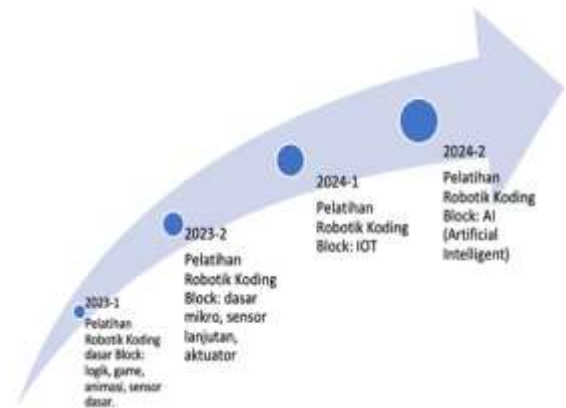 2023-1
Pelatihan
Robotik Koding
dasar Block:
logik, game,
animasi, sensor
dasar.
2023-2
Pelatihan
Robotik Koding
Block: dasar
mikro, sensor
lanjutan,
aktuator
2024-1
Pelatihan
Robotik Koding
Block: IOT
2024-2
Pelatihan
Robotik Koding
Block: AI
(Artificial
Intelligent)